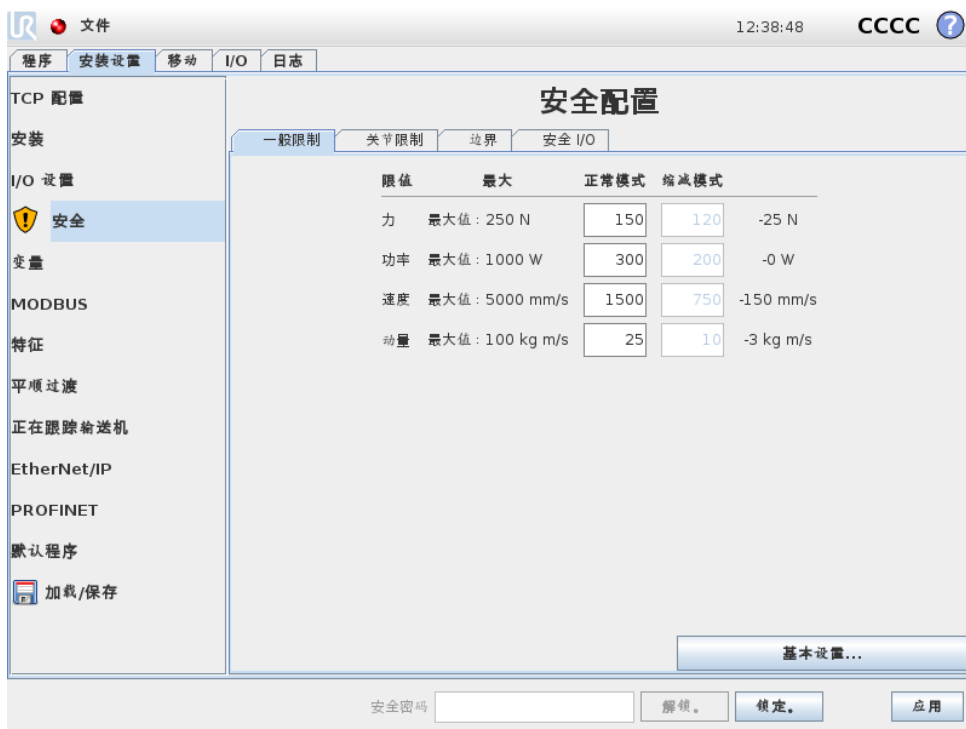 UR 文件 12:38:48 CCCC ?
程序 安装设置 移动 I/O 日志
TCP 配置
安装
I/O 设置
安全
变量
MODBUS
特征
平顺过渡
正在跟踪输送机
EtherNet/IP
PROFINET
默认程序
加载/保存
安全配置
一般限制 关节限制 边界 安全 I/O
限值 最大 正常模式 缩减模式
力 最大值 : 250 N 150 120 -25 N
功率 最大值 : 1000 W 300 200 -0 W
速度 最大值 : 5000 mm/s 1500 750 -150 mm/s
动量 最大值 : 100 kg m/s 25 10 -3 kg m/s
基本设置...
安全密码 解锁。 锁定。 应用